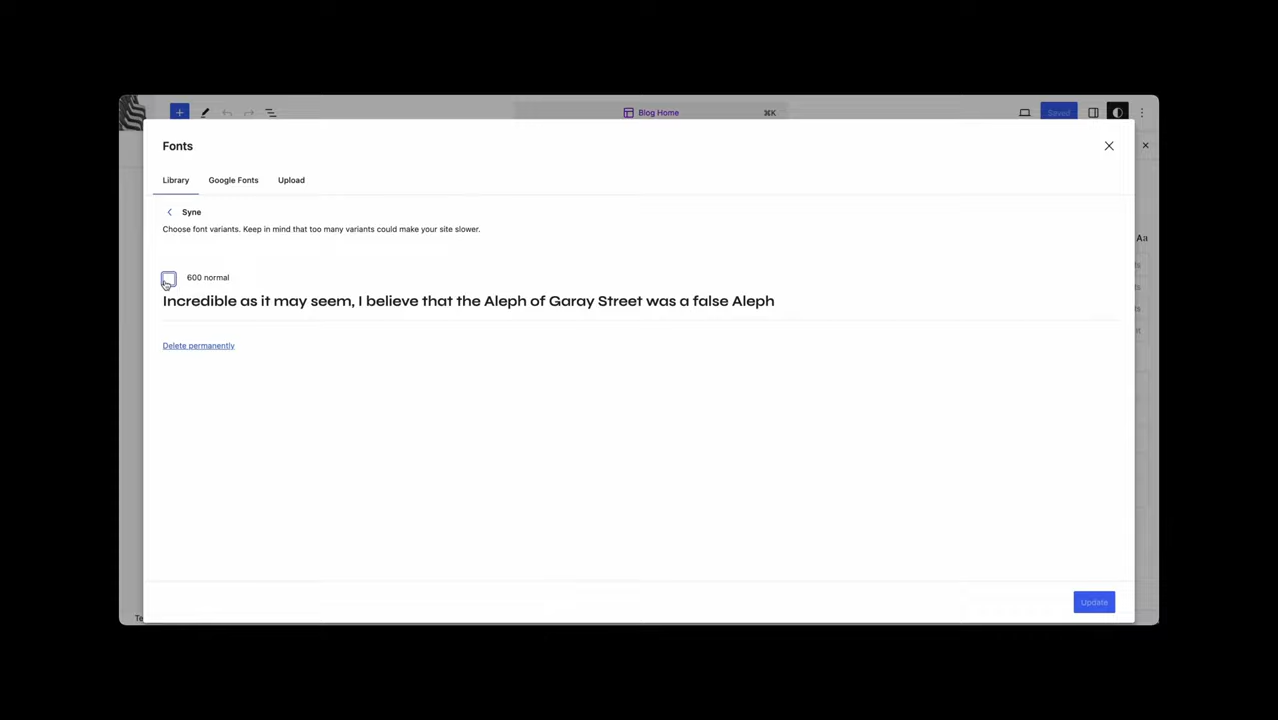 Blog Home ⌘K Saved
Fonts
Library Google Fonts Upload
Syne
Choose font variants. Keep in mind that too many variants could make your site slower.
Aa
600 normal
Incredible as it may seem, I believe that the Aleph of Garay Street was a false Aleph
Delete permanently
Update
Te